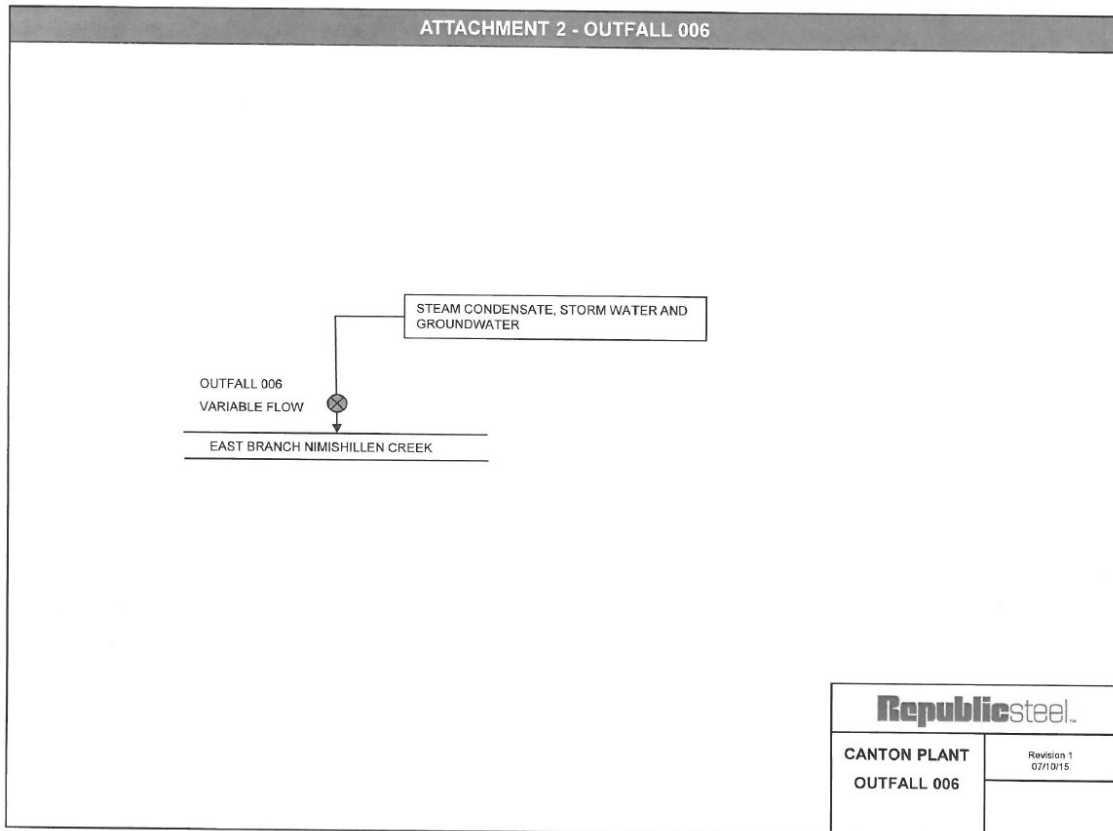 ATTACHMENT 2 - OUTFALL 006
STEAM CONDENSATE, STORM WATER AND
GROUNDWATER
OUTFALL 006
VARIABLE FLOW
EAST BRANCH NIMISHILLEN CREEK
Republicsteel™
CANTON PLANT
OUTFALL 006
Revision 1
07/10/15